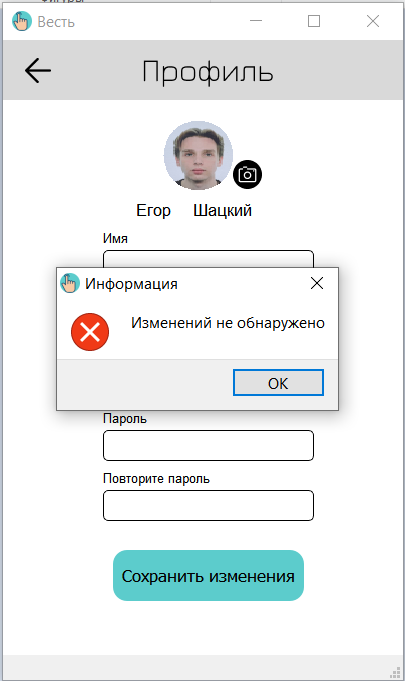 Весть
Профиль
Егор Шацкий
Имя
Информация
Изменений не обнаружено
OK
Пароль
Повторите пароль
Сохранить изменения